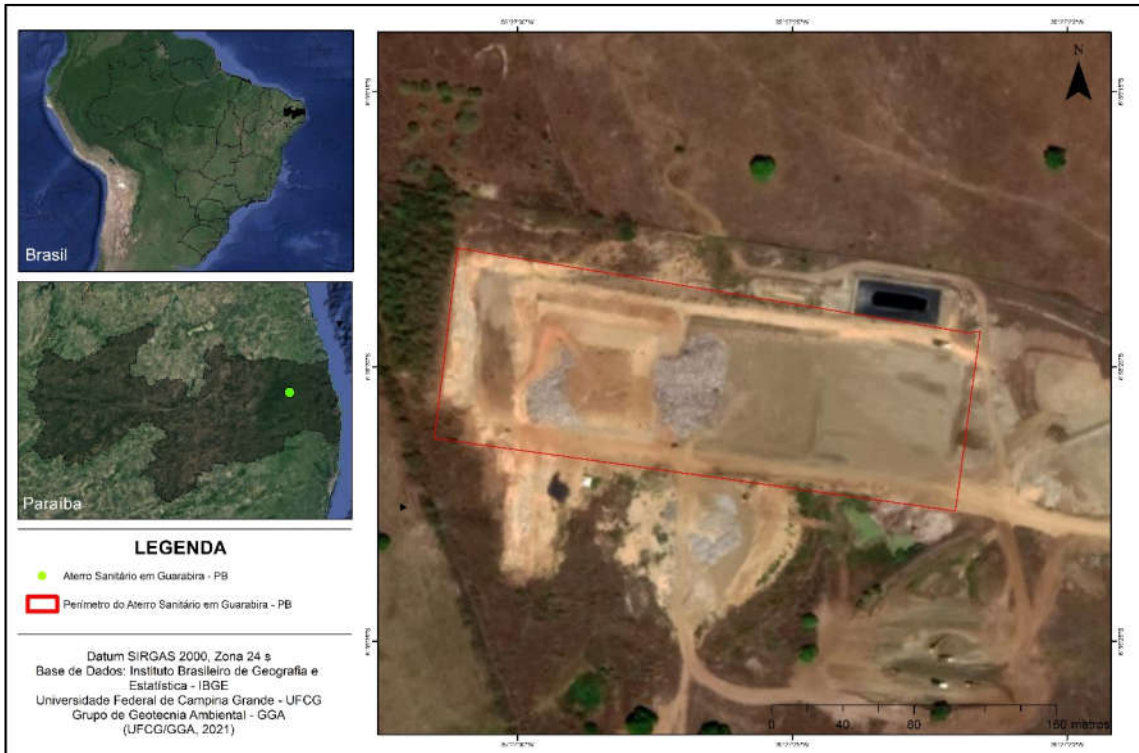 Brasil
Paraíba
LEGENDA
Aterro Sanitário em Guarabira - PB
Perímetro do Aterro Sanitário em Guarabira - PB
Datum SIRGAS 2000, Zona 24 s
Base de Dados: Instituto Brasileiro de Geografia e
Estatística - IBGE
Universidade Federal de Campina Grande - UFCG
Grupo de Geotecnia Ambiental - GGA
(UFCG/GGA, 2021)
N
0 40 80 160 metros